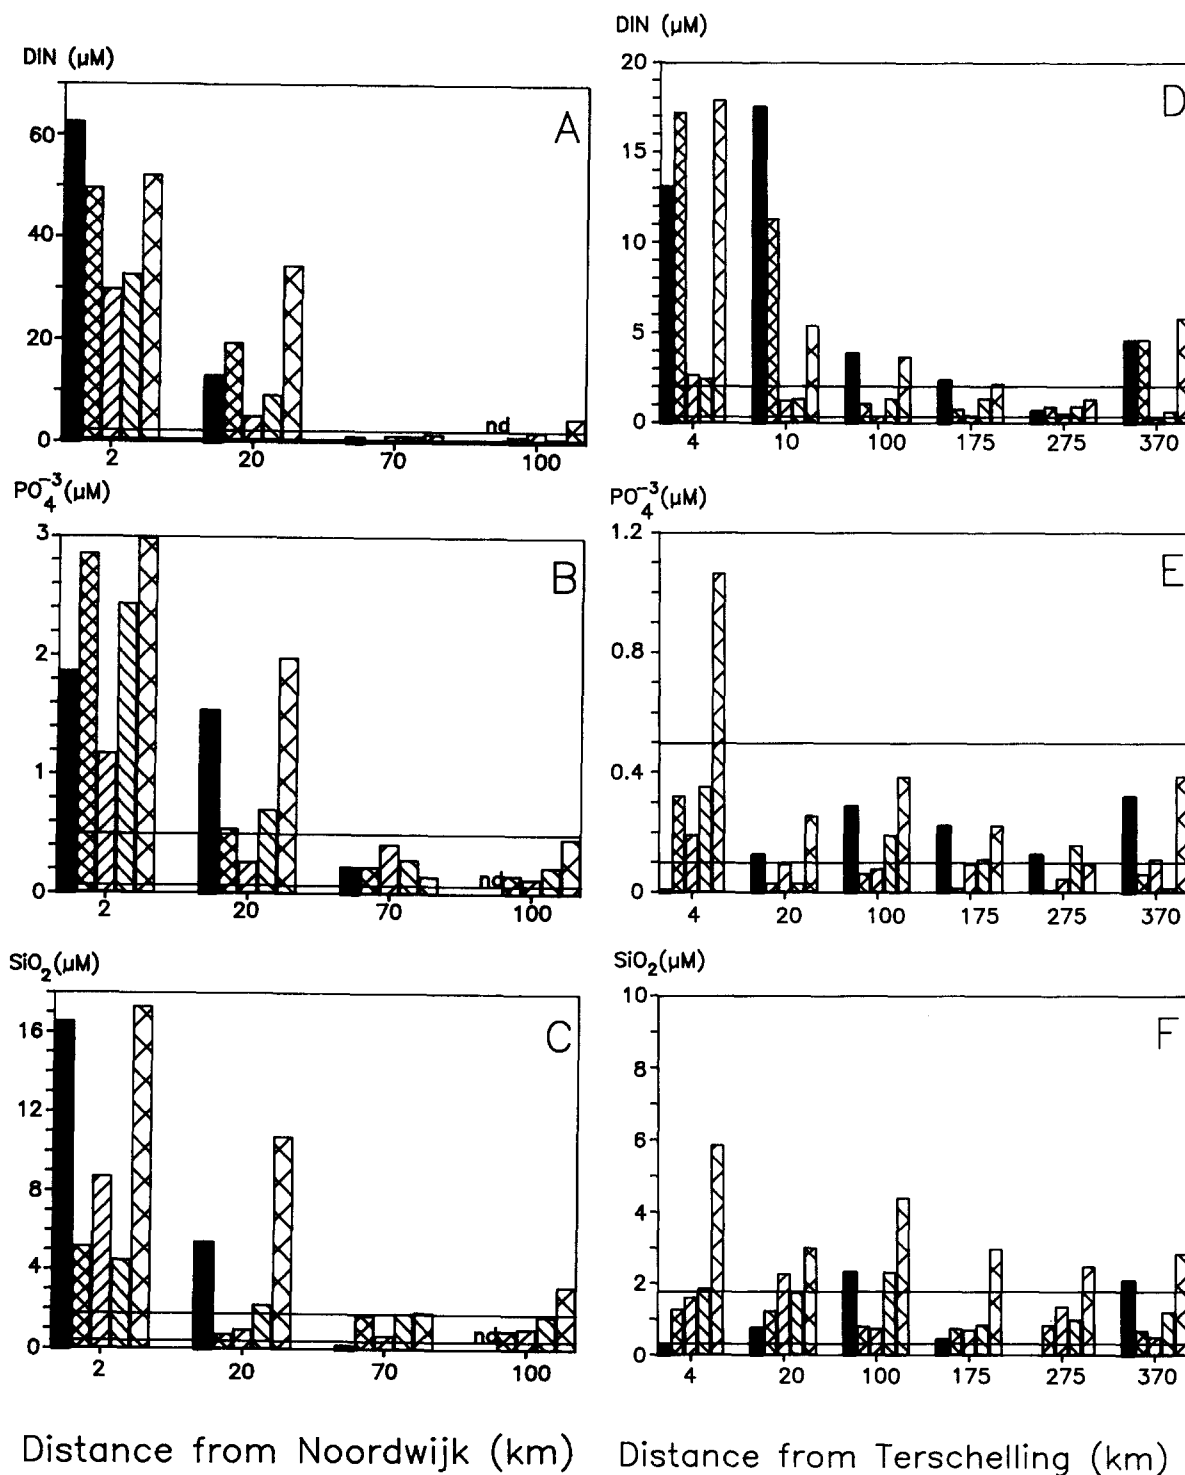 DIN (μM)
A
60
40
20
0
nd
2 20 70 100
PO₄⁻³(μM)
B
3
2
1
0
nd
2 20 70 100
SiO₂(μM)
C
16
12
8
4
0
nd
2 20 70 100
Distance from Noordwijk (km)
DIN (μM)
D
20
15
10
5
0
4 10 100 175 275 370
PO₄⁻³(μM)
E
1.2
0.8
0.4
0
4 20 100 175 275 370
SiO₂(μM)
F
10
8
6
4
2
0
4 20 100 175 275 370
Distance from Terschelling (km)